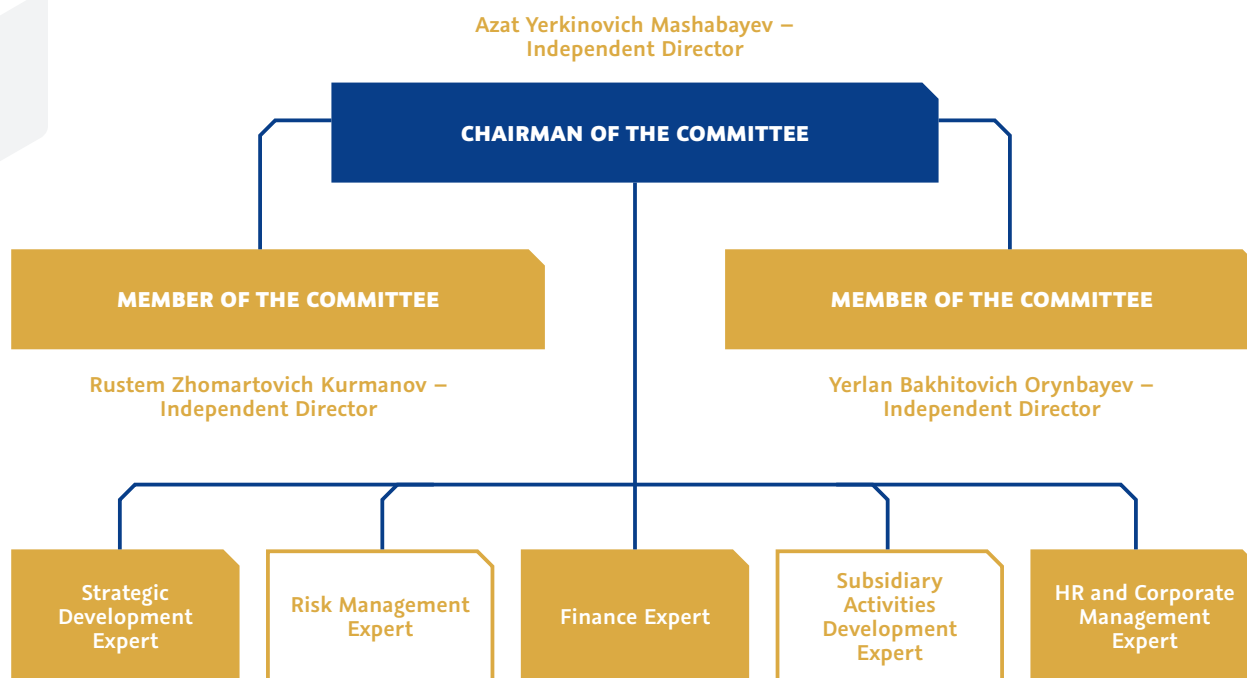 Azat Yerkinovich Mashabayev –
Independent Director
CHAIRMAN OF THE COMMITTEE
MEMBER OF THE COMMITTEE
MEMBER OF THE COMMITTEE
Rustem Zhomartovich Kurmanov –
Independent Director
Yerlan Bakhitovich Orynbayev –
Independent Director
Strategic
Development
Expert
Risk Management
Expert
Finance Expert
Subsidiary
Activities
Development
Expert
HR and Corporate
Management
Expert